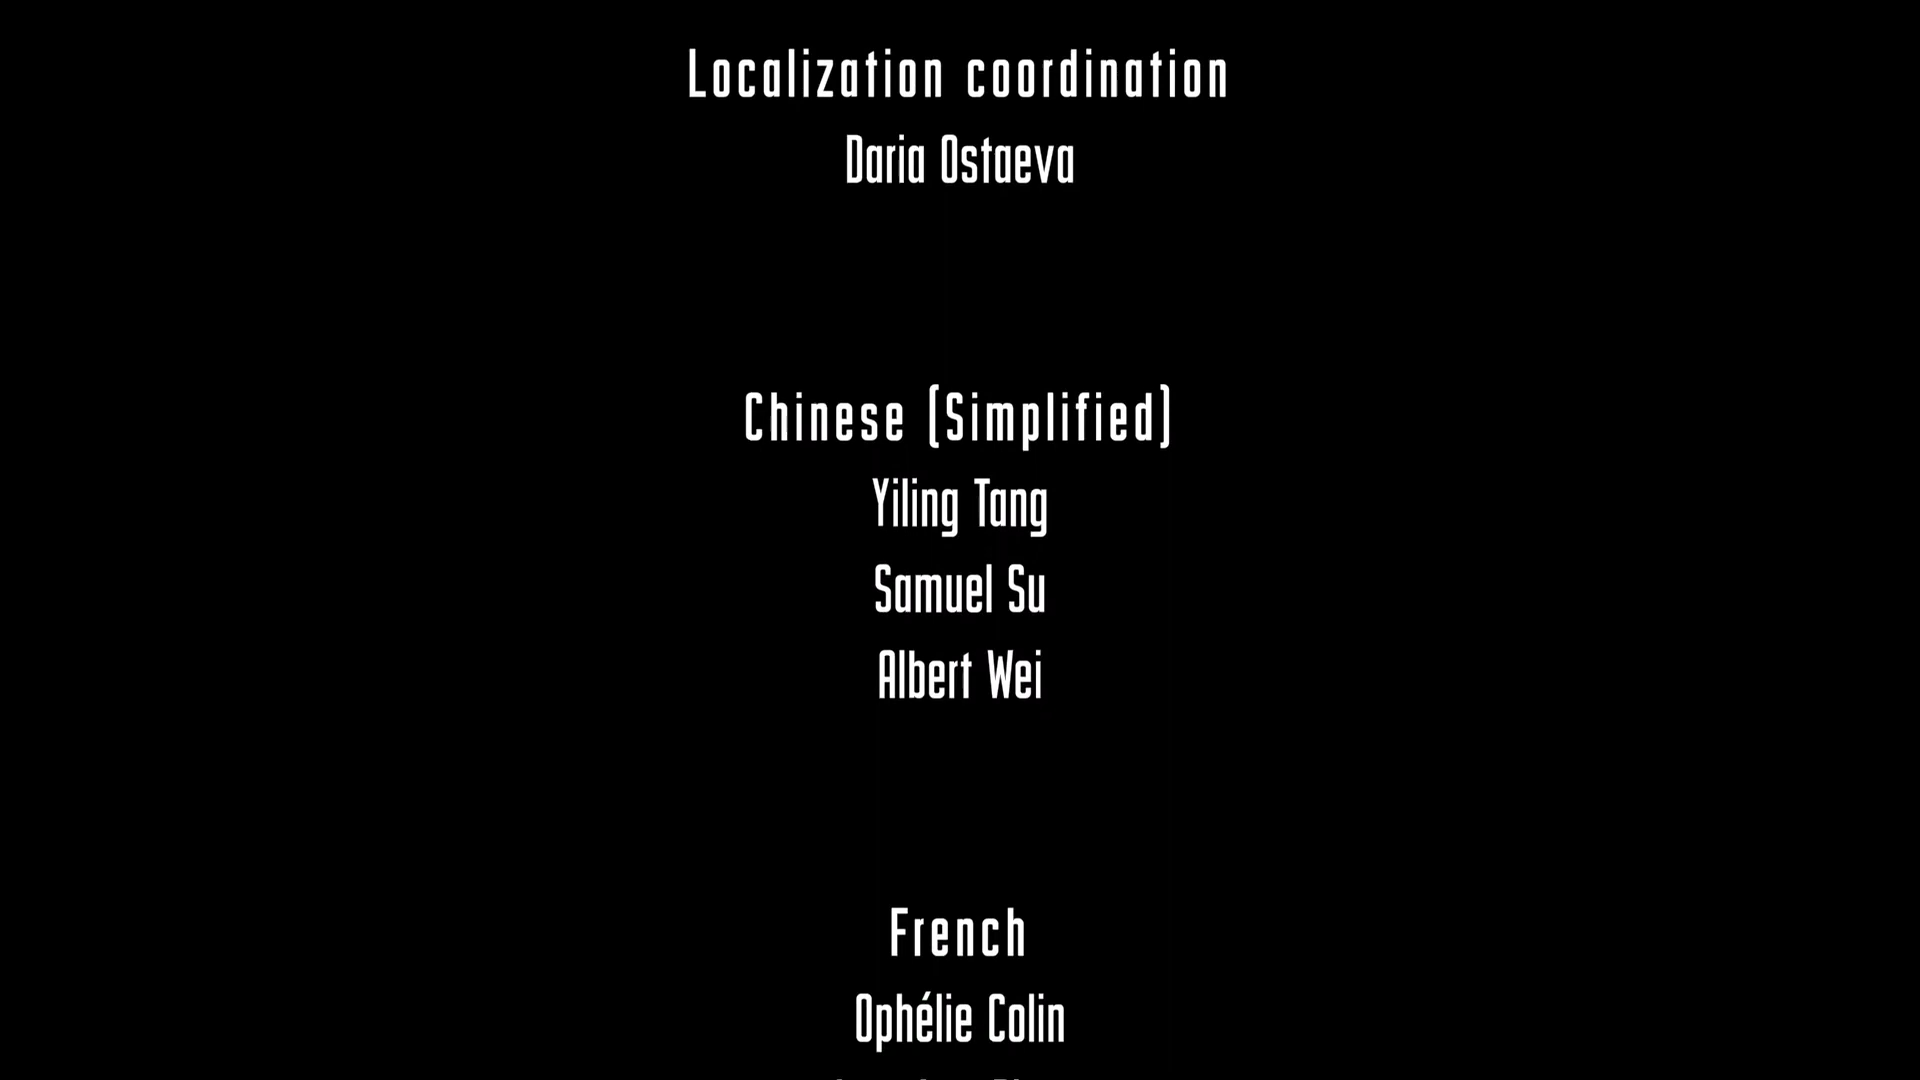 Localization coordination
Daria Ostaeva
Chinese (Simplified)
Yiling Tang
Samuel Su
Albert Wei
French
Ophélie Colin